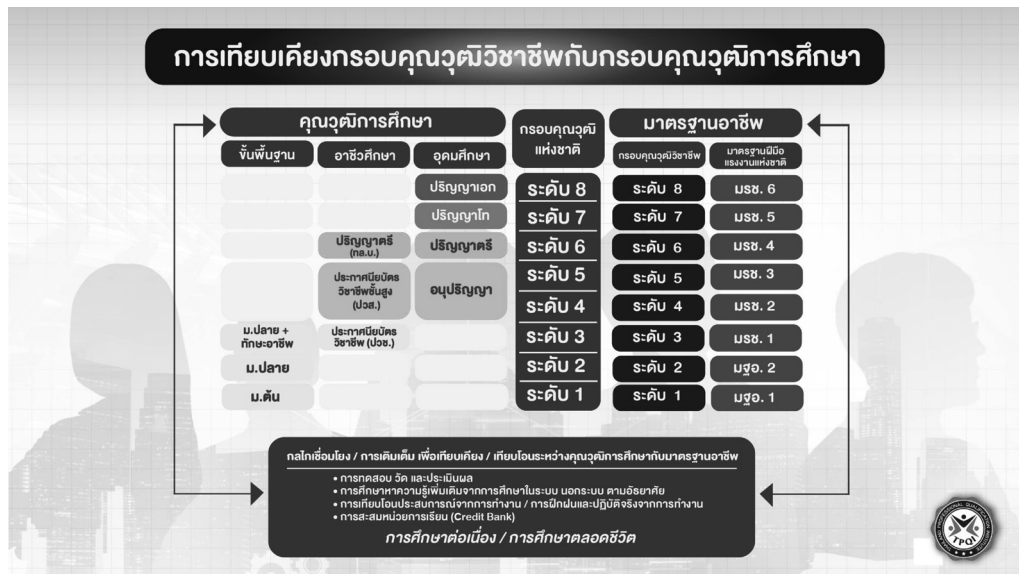 การเทียบเคียงกรอบคุณวุฒิวิชาชีพกับกรอบคุณวุฒิการศึกษา
คุณวุฒิการศึกษา
กรอบคุณวุฒิ
แห่งชาติ
มาตรฐานอาชีพ
ขั้นพื้นฐาน
อาชีวศึกษา
อุดมศึกษา
กรอบคุณวุฒิวิชาชีพ
มาตรฐานฝีมือ
แรงงานแห่งชาติ
ปริญญาเอก
ระดับ 8
ระดับ 8
มรช. 6
ปริญญาโท
ระดับ 7
ระดับ 7
มรช. 5
ปริญญาตรี
(ทล.บ.)
ปริญญาตรี
ระดับ 6
ระดับ 6
มรช. 4
ประกาศนียบัตร
วิชาชีพชั้นสูง
(ปวส.)
อนุปริญญา
ระดับ 5
ระดับ 5
มรช. 3
ระดับ 4
ระดับ 4
มรช. 2
ม.ปลาย +
ทักษะอาชีพ
ประกาศนียบัตร
วิชาชีพ (ปวช.)
ระดับ 3
ระดับ 3
มรช. 1
ม.ปลาย
ระดับ 2
ระดับ 2
มฐอ. 2
ม.ต้น
ระดับ 1
ระดับ 1
มฐอ. 1
กลไกเชื่อมโยง / การเติมเต็ม เพื่อเทียบเคียง / เทียบโอนระหว่างคุณวุฒิการศึกษากับมาตรฐานอาชีพ
• การทดสอบ วัด และประเมินผล
• การศึกษาหาความรู้เพิ่มเติมจากการศึกษาในระบบ นอกระบบ ตามอัธยาศัย
• การเทียบโอนประสบการณ์จากการทำงาน / การฝึกฝนและปฏิบัติจริงจากการทำงาน
• การสะสมหน่วยการเรียน (Credit Bank)
การศึกษาต่อเนื่อง / การศึกษาตลอดชีวิต
TPQI